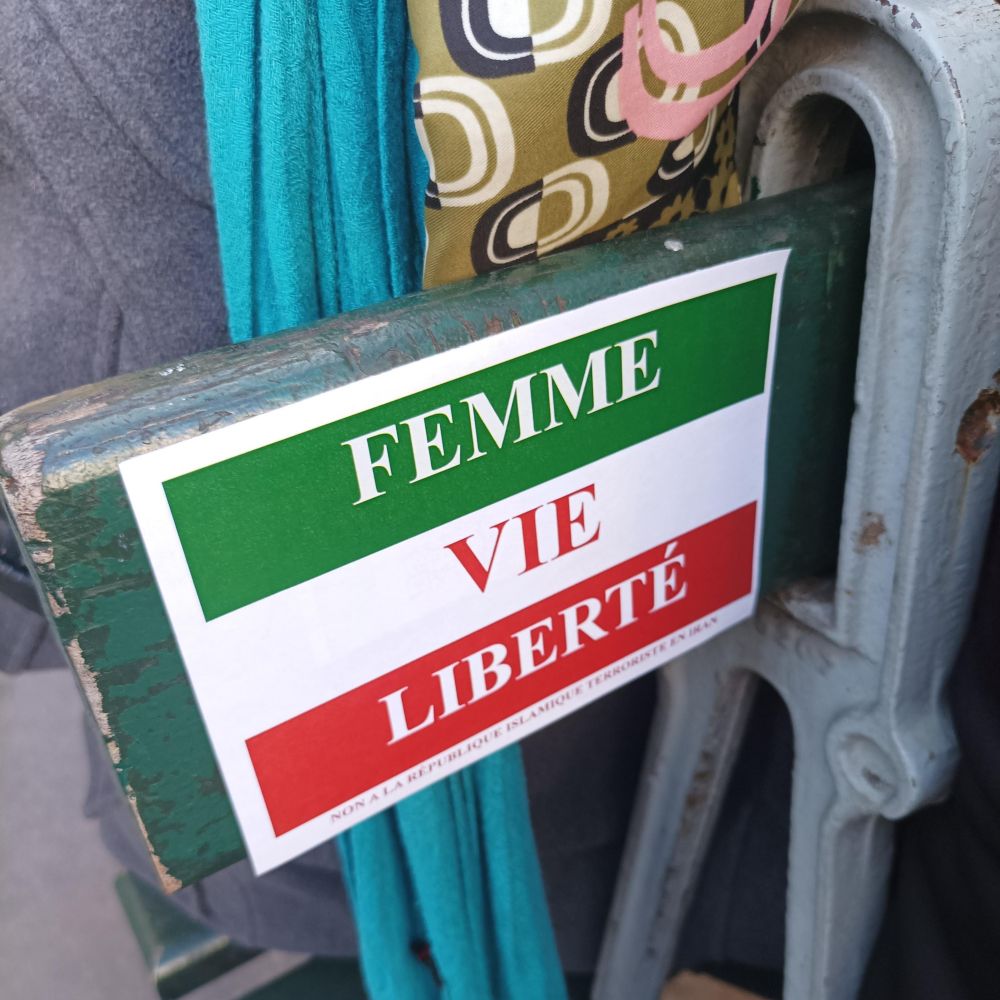 FEMME
VIE
LIBERTÉ
NON A LA RÉPUBLIQUE ISLAMIQUE TERRORISTE EN IRAN